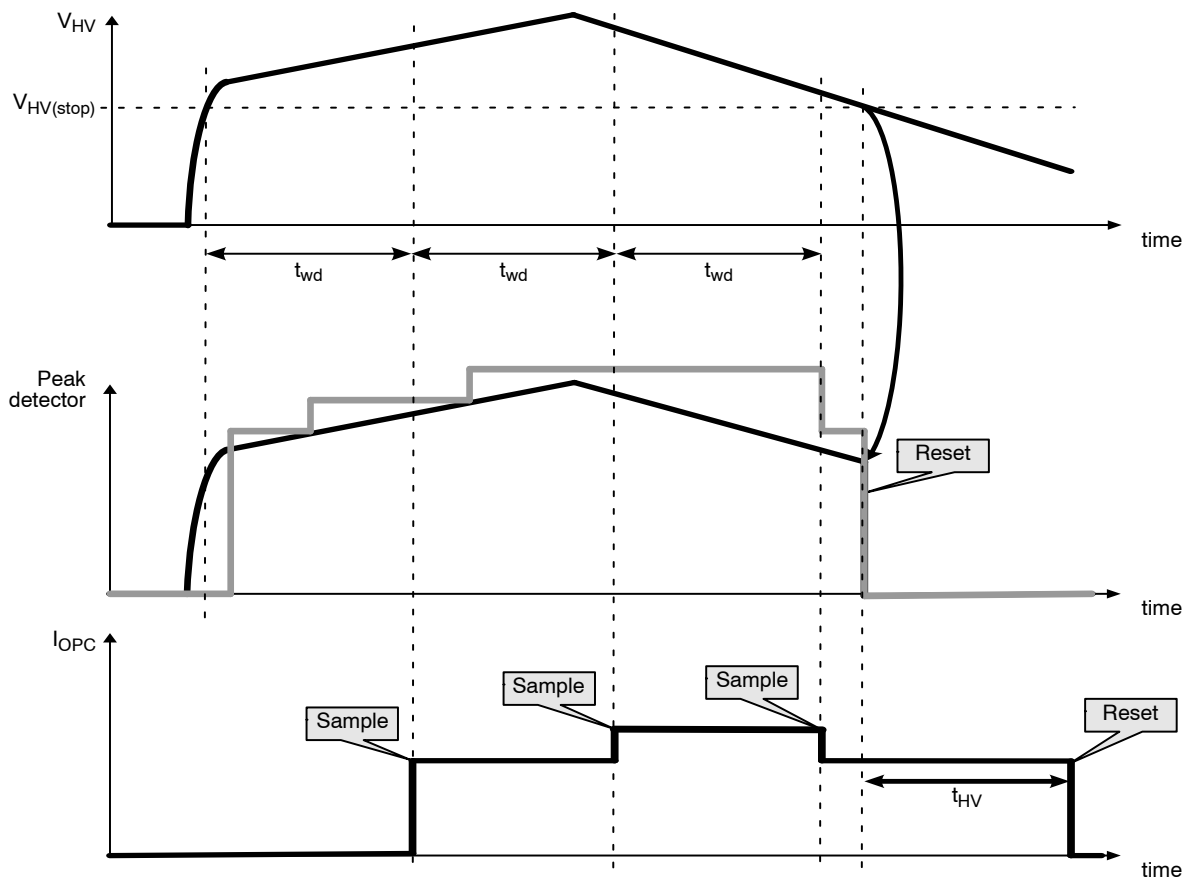 VHV
VHV(stop)
time
twd
twd
twd
Peak
detector
Reset
time
IOPC
Sample
Sample
Sample
Reset
tHV
time